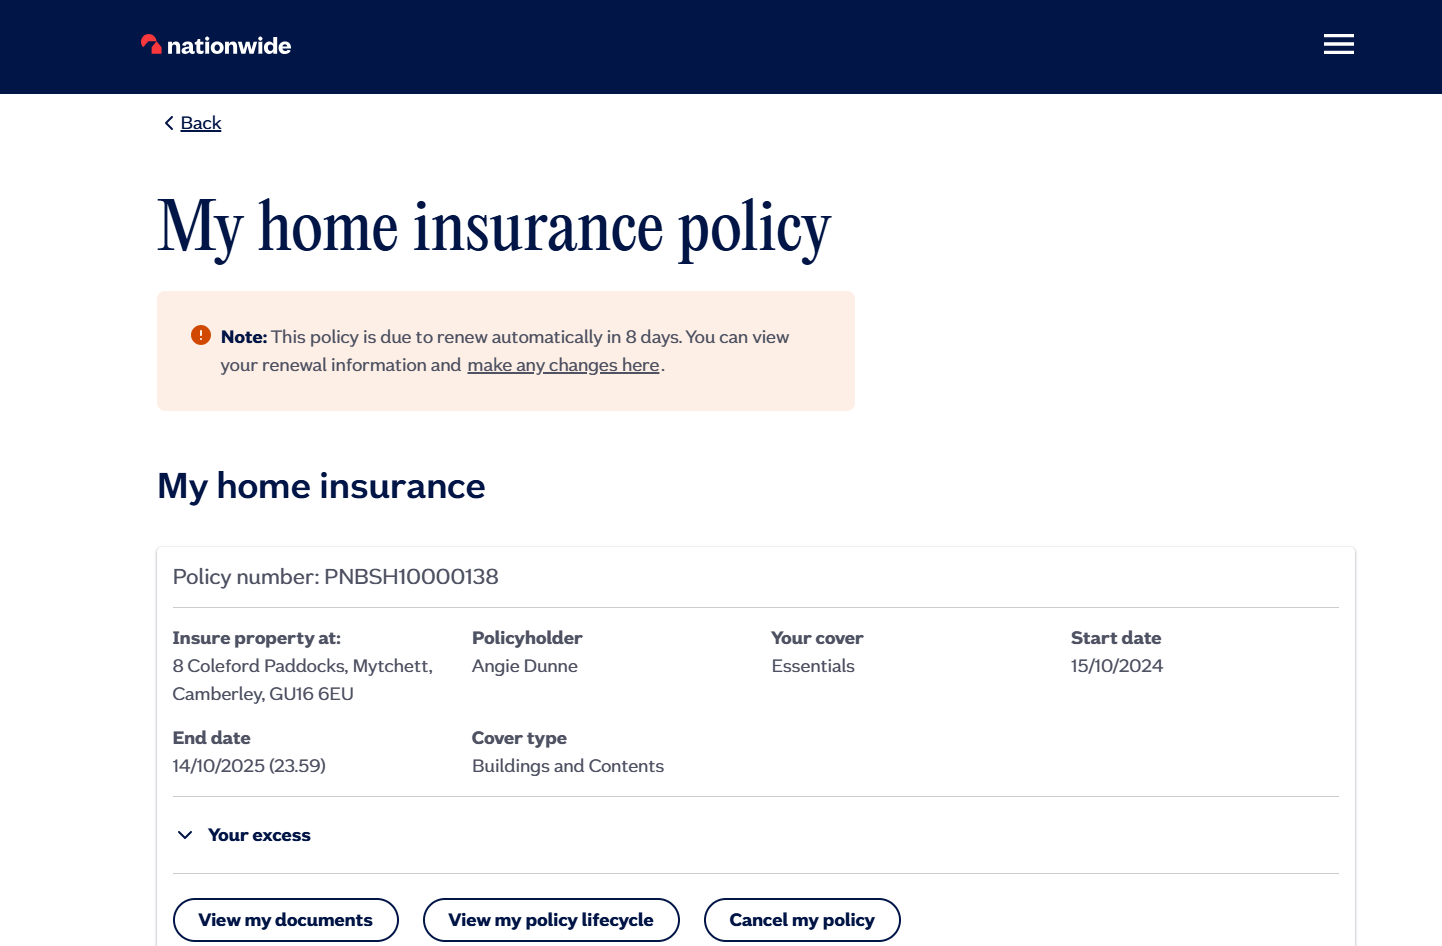 nationwide
Back
My home insurance policy
Note: This policy is due to renew automatically in 8 days. You can view
your renewal information and make any changes here.
My home insurance
Policy number: PNBSH10000138
Insure property at:
8 Coleford Paddocks, Mytchett,
Camberley, GU16 6EU
Policyholder
Angie Dunne
Your cover
Essentials
Start date
15/10/2024
End date
14/10/2025 (23.59)
Cover type
Buildings and Contents
Your excess
View my documents
View my policy lifecycle
Cancel my policy